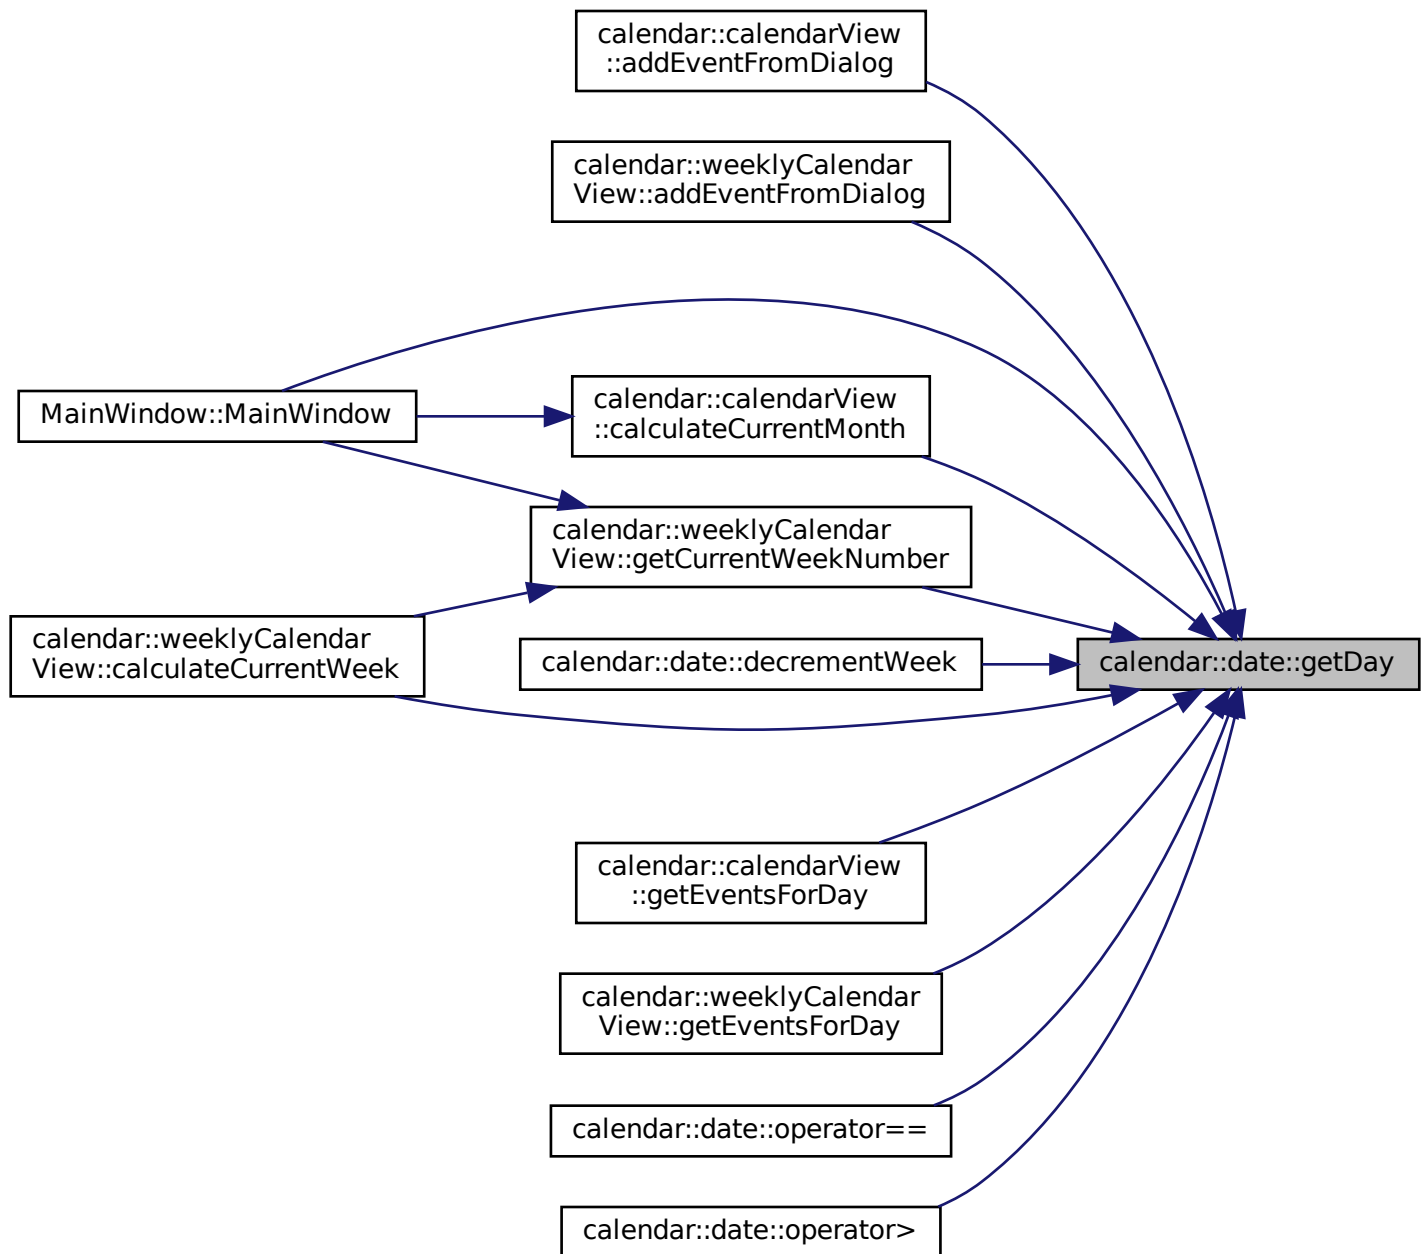 calendar::calendarView
::addEventFromDialog
calendar::weeklyCalendar
View::addEventFromDialog
MainWindow::MainWindow
calendar::calendarView
::calculateCurrentMonth
calendar::weeklyCalendar
View::getCurrentWeekNumber
calendar::weeklyCalendar
View::calculateCurrentWeek
calendar::date::decrementWeek
calendar::date::getDay
calendar::calendarView
::getEventsForDay
calendar::weeklyCalendar
View::getEventsForDay
calendar::date::operator==
calendar::date::operator>